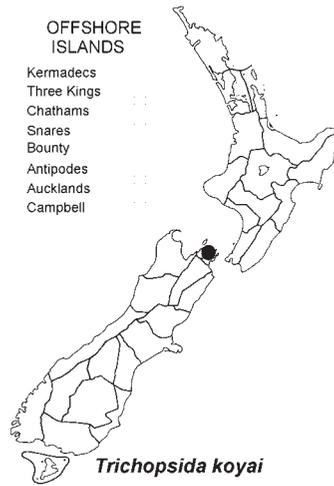 OFFSHORE
ISLANDS
Kermadecs
Three Kings
Chathams
Snares
Bounty
Antipodes
Aucklands
Campbell
Trichopsida koyai